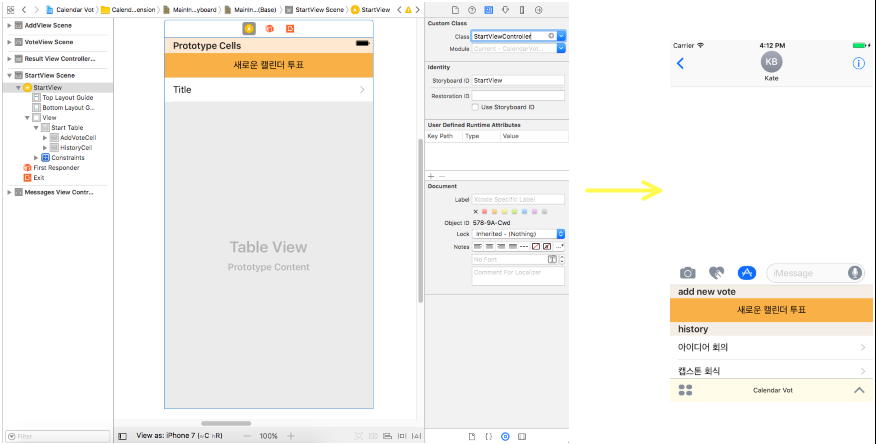 Calendar Vot
Calend...ension)
MainIn...yboard
MainIn...(Base)
StartView Scene
StartView
AddView Scene
VoteView Scene
Result View Controller...
StartView Scene
StartView
Top Layout Guide
Bottom Layout G...
View
Start Table
AddVoteCell
HistoryCell
Constraints
First Responder
Exit
Messages View Contr...
Filter
Prototype Cells
새로운 캘린더 투표
Title
Table View
Prototype Content
View as: iPhone 7 (wC hR)
100%
Custom Class
Class StartViewController
Module Current - CalendarVot...
Identity
Storyboard ID StartView
Restoration ID
Use Storyboard ID
User Defined Runtime Attributes
Key Path Type Value
Document
Label Xcode Specific Label
Object ID 578-9A-Cwd
Lock Inherited - (Nothing)
Notes
No Font
Comment For Localizer
Carrier 4:12 PM
KB
Kate
iMessage
add new vote
새로운 캘린더 투표
history
아이디어 회의
캡스톤 회식
Calendar Vot